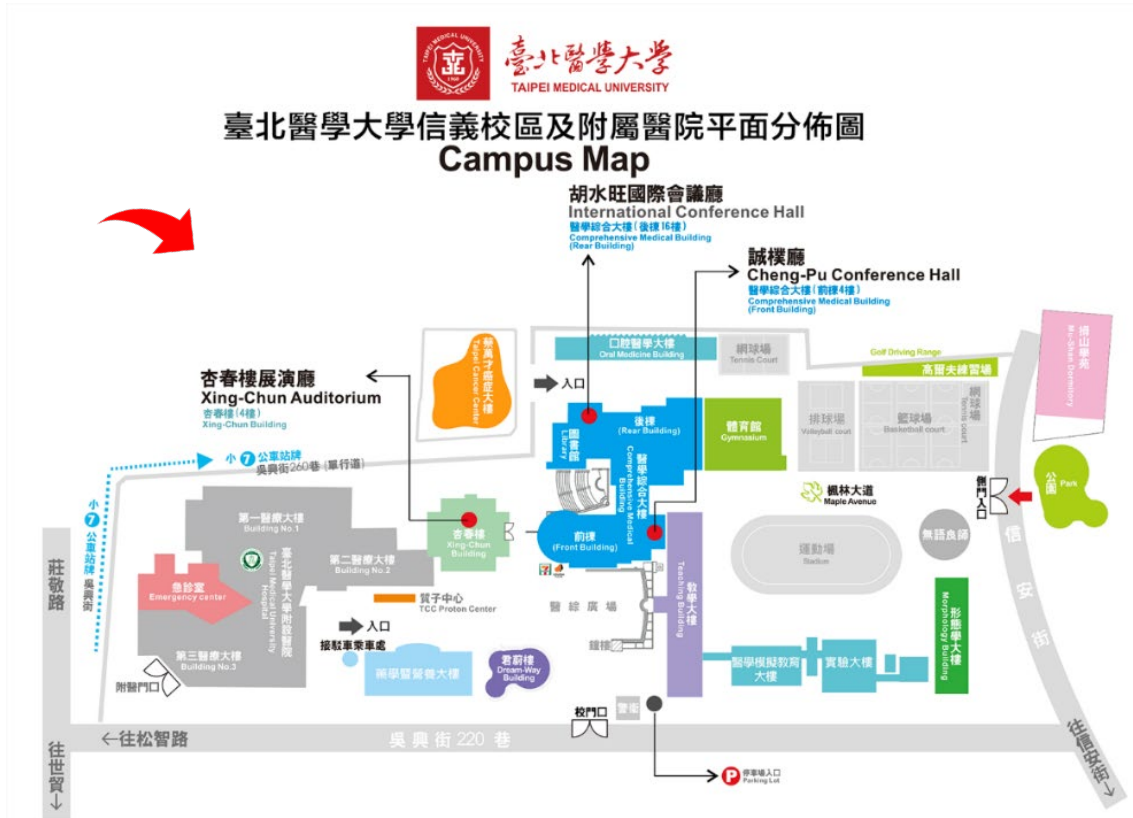 TAIPEI MEDICAL UNIVERSITY
1960
臺北醫學大学
TAIPEI MEDICAL UNIVERSITY
臺北醫學大學信義校區及附屬醫院平面分佈圖
Campus Map
胡水旺國際會議廳
International Conference Hall
醫學綜合大樓(後棟16樓)
Comprehensive Medical Building
(Rear Building)
誠樸廳
Cheng-Pu Conference Hall
醫學綜合大樓(前棟4樓)
Comprehensive Medical Building
(Front Building)
杏春樓展演廳
Xing-Chun Auditorium
杏春樓(4樓)
Xing-Chun Building
小7公車站牌
吳興街260巷(單行道)
小7公車站牌 吳興街
Taipei Cancer Center
入口
口腔醫學大樓
Oral Medicine Building
網球場
Tennis Court
Golf Driving Range
高爾夫練習場
拇山學苑
Mu-Shan Dormitory
圖書館
Library
後棟
(Rear Building)
醫學綜合大樓
Comprehensive Medical Building
前棟
(Front Building)
體育館
Gymnasium
排球場
Volleyball court
籃球場
Basketball court
網球場
Tennis court
公園
Park
側門入口
楓林大道
Maple Avenue
無語良師
運動場
Stadium
第一醫療大樓
Building No.1
第二醫療大樓
Building No.2
急診室
Emergency center
臺北醫學大學附設醫院
Taipei Medical University Hospital
第三醫療大樓
Building No.3
附醫門口
杏春樓
Xing-Chun Building
質子中心
TCC Proton Center
入口
接駁車乘車處
藥學暨營養大樓
君蔚樓
Dream-Way Building
醫綜廣場
鐘樓
教學大樓
Teaching Building
醫學模擬教育大樓
實驗大樓
形態學大樓
Morphology Building
警衛
校門口
莊敬路
往世貿↓
←往松智路
吳興街220巷
信安街
往信安街↓
P 停車場入口
Parking Lot